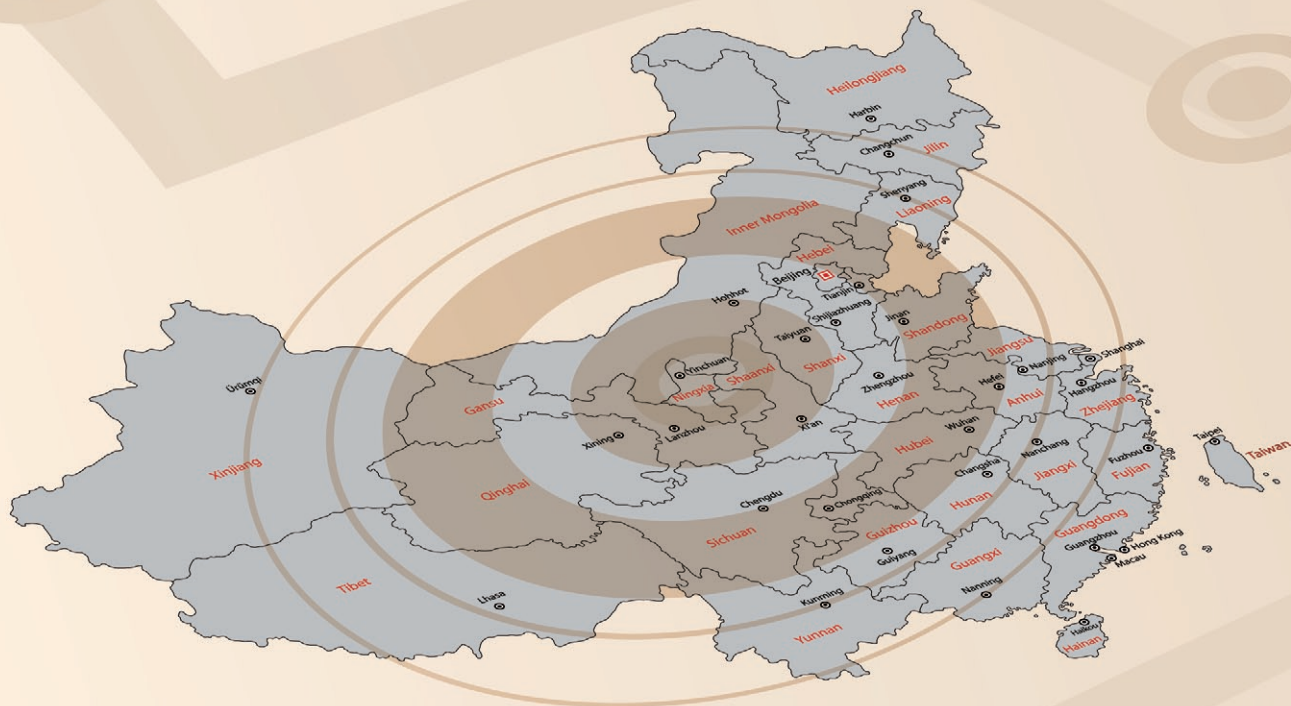 Heilongjiang
Harbin
Changchun
Jilin
Shenyang
Liaoning
Inner Mongolia
Hebei
Beijing
Tianjin
Hohhot
Shijiazhuang
Jinan
Shandong
Taiyuan
Shanxi
Jiangsu
Nanjing
Shanghai
Yinchuan
Ningxia
Shaanxi
Zhengzhou
Henan
Hefei
Anhui
Hangzhou
Zhejiang
Ürümqi
Gansu
Xining
Lanzhou
Xi'an
Hubei
Wuhan
Nanchang
Taipei
Taiwan
Xinjiang
Qinghai
Chengdu
Chongqing
Changsha
Jiangxi
Fuzhou
Fujian
Hunan
Sichuan
Guizhou
Guiyang
Guangdong
Guangzhou
Hong Kong
Macau
Guangxi
Nanning
Tibet
Lhasa
Kunming
Yunnan
Haikou
Hainan